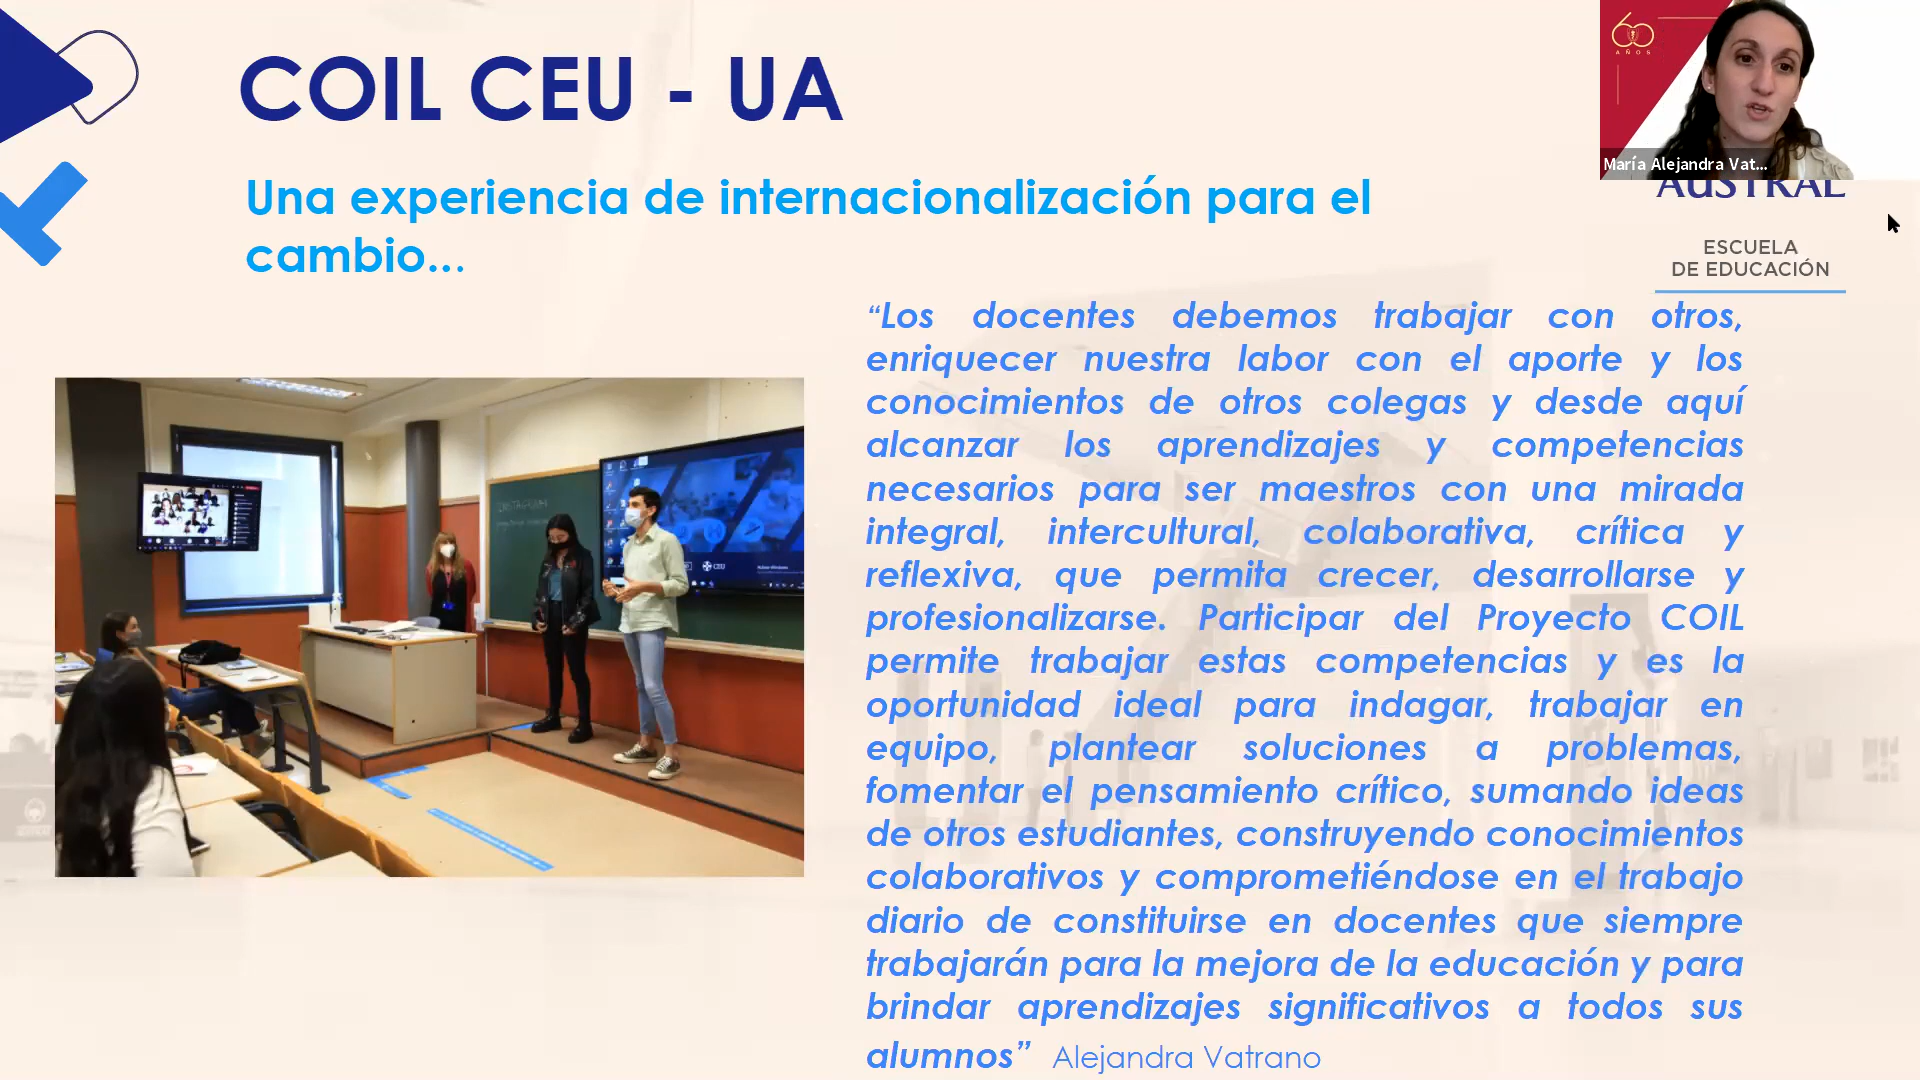 COIL CEU - UA
60
AÑOS
María Alejandra Vat...
Una experiencia de internacionalización para el
cambio...
AUSTRAL
ESCUELA
DE EDUCACIÓN
“Los docentes debemos trabajar con otros,
enriquecer nuestra labor con el aporte y los
conocimientos de otros colegas y desde aquí
alcanzar los aprendizajes y competencias
necesarios para ser maestros con una mirada
integral, intercultural, colaborativa, crítica y
reflexiva, que permita crecer, desarrollarse y
profesionalizarse. Participar del Proyecto COIL
permite trabajar estas competencias y es la
oportunidad ideal para indagar, trabajar en
equipo, plantear soluciones a problemas,
fomentar el pensamiento crítico, sumando ideas
de otros estudiantes, construyendo conocimientos
colaborativos y comprometiéndose en el trabajo
diario de constituirse en docentes que siempre
trabajarán para la mejora de la educación y para
brindar aprendizajes significativos a todos sus
alumnos” Alejandra Vatrano
INSTAGRAM
CEU